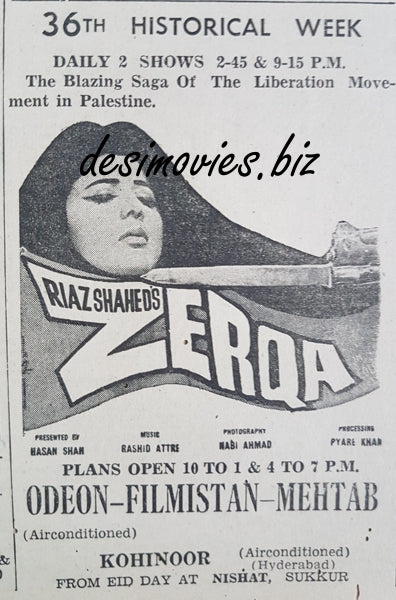 36TH HISTORICAL WEEK
DAILY 2 SHOWS 2-45 & 9-15 P.M.
The Blazing Saga Of The Liberation Move-
ment in Palestine.
desimovies.biz
RIAZ SHAHED'S
ZERQA
PRESENTED BY MUSIC PHOTOGRAPHY PROCESSING
HASAN SHAH RASHID ATTRE NABI AHMAD PYARE KHAN
PLANS OPEN 10 TO 1 & 4 TO 7 P.M.
ODEON-FILMISTAN-MEHTAB
(Airconditioned)
KOHINOOR (Airconditioned)
(Hyderabad)
FROM EID DAY AT NISHAT, SUKKUR
&